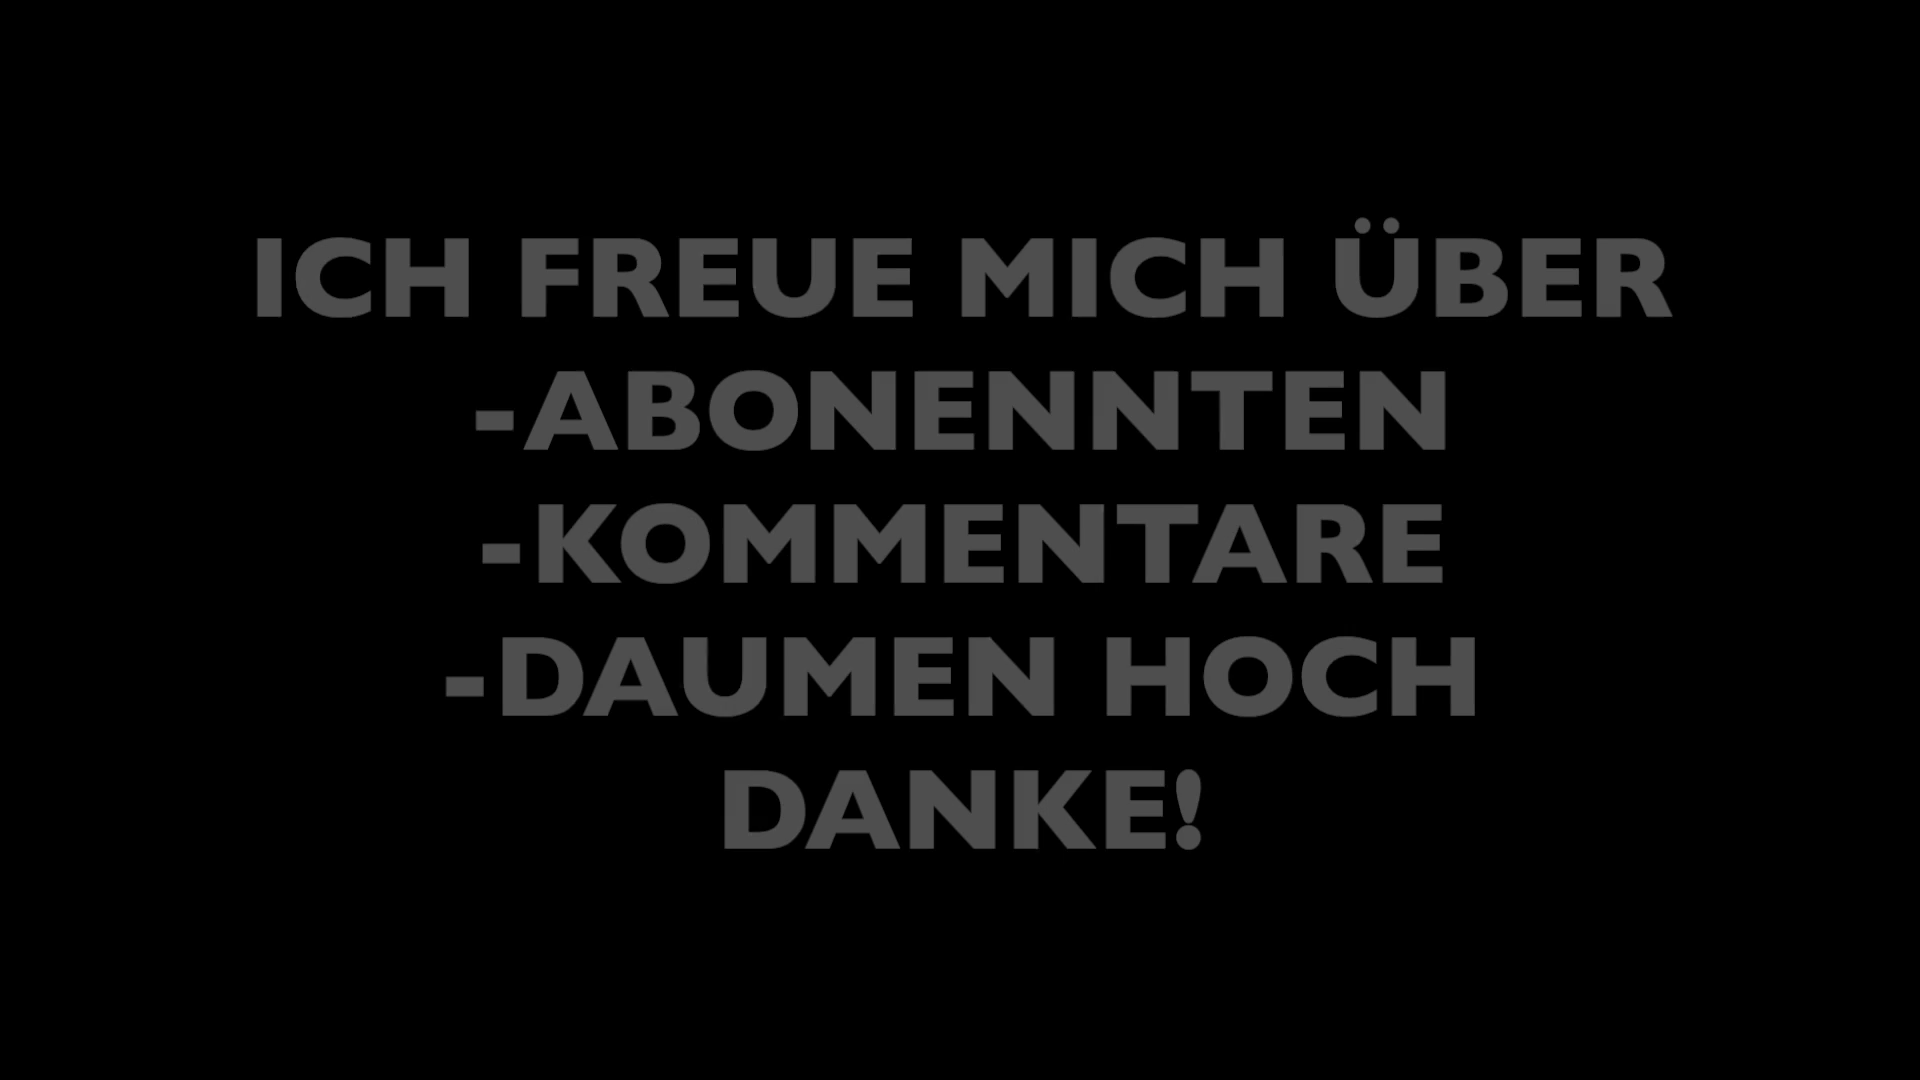 ICH FREUE MICH ÜBER
-ABONENNTEN
-KOMMENTARE
-DAUMEN HOCH
DANKE!